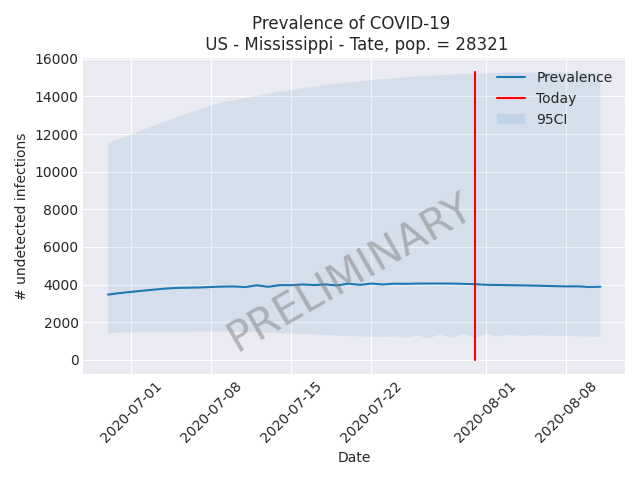 Prevalence of COVID-19
US - Mississippi - Tate, pop. = 28321
# undetected infections
16000
14000
12000
10000
8000
6000
4000
2000
0
Prevalence
Today
95CI
PRELIMINARY
2020-07-01
2020-07-08
2020-07-15
2020-07-22
2020-08-01
2020-08-08
Date